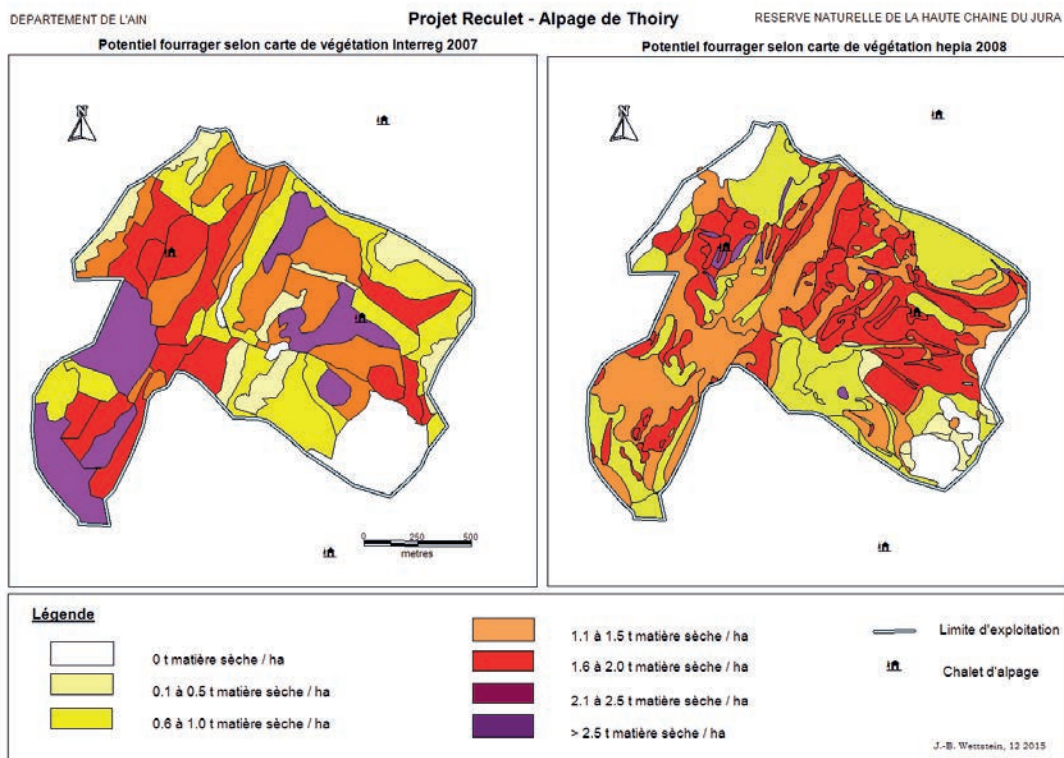 DEPARTEMENT DE L'AIN
Projet Reculet - Alpage de Thoiry
RESERVE NATURELLE DE LA HAUTE CHAINE DU JURA
Potentiel fourrager selon carte de végétation Interreg 2007
Potentiel fourrager selon carte de végétation hepia 2008
N
N
0 250 500
metres
Légende
0 t matière sèche / ha
0.1 à 0.5 t matière sèche / ha
0.6 à 1.0 t matière sèche / ha
1.1 à 1.5 t matière sèche / ha
1.6 à 2.0 t matière sèche / ha
2.1 à 2.5 t matière sèche / ha
> 2.5 t matière sèche / ha
Limite d'exploitation
Chalet d'alpage
J.-B. Wettstein, 12 2015